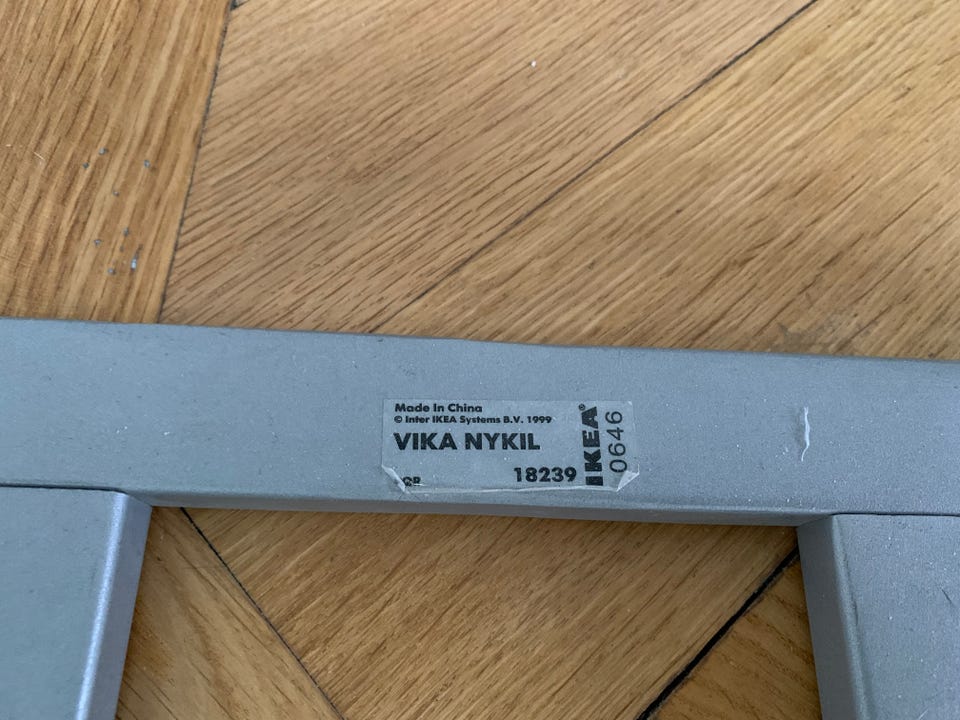 Made In China
© Inter IKEA Systems B.V. 1999
VIKA NYKIL
18239
IKEA®
0646